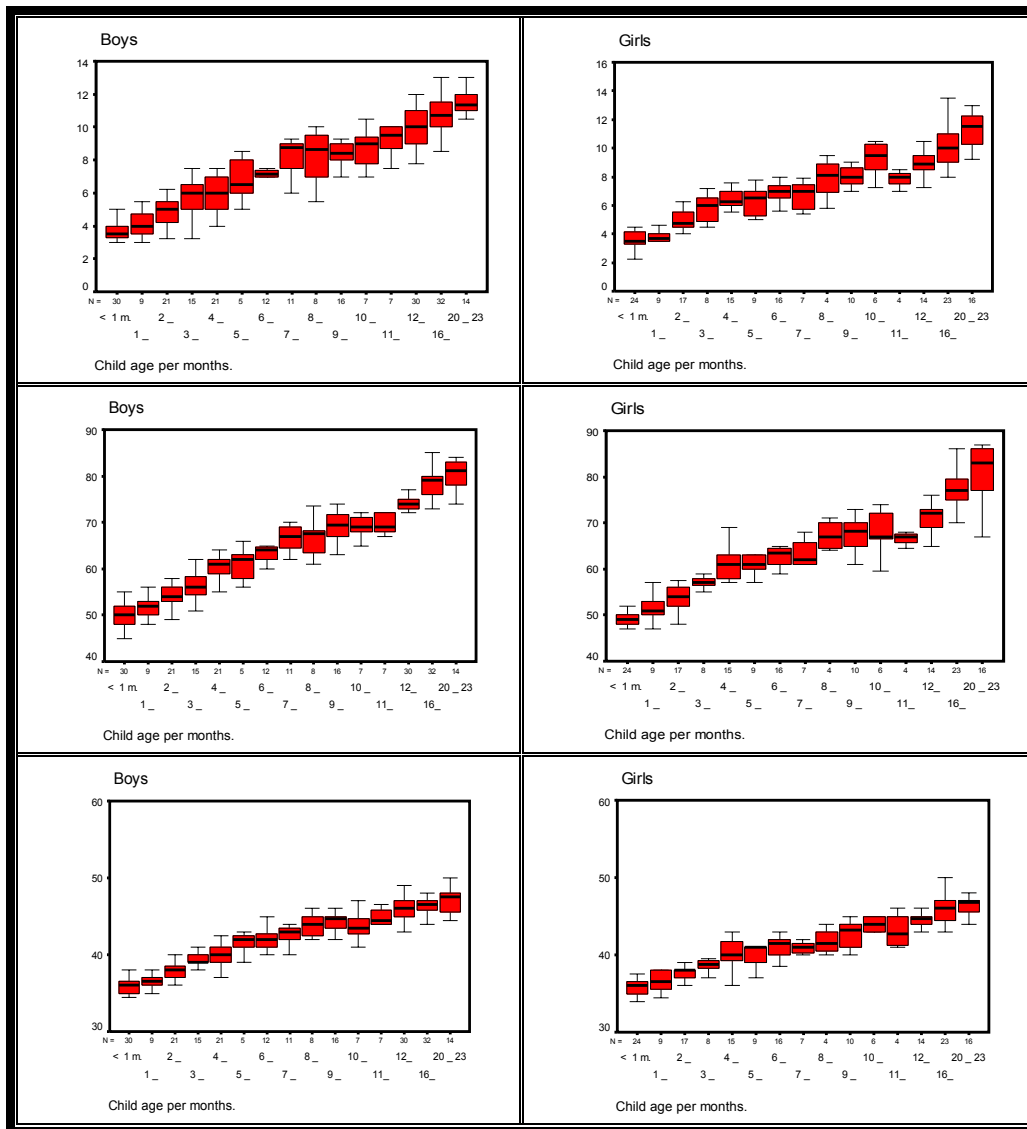 Boys
14
12
10
8
6
4
2
0
N = 30 9 21 15 21 5 12 11 8 16 7 7 30 32 14
< 1 m. 2 _ 4 _ 6 _ 8 _ 10 _ 12_ 20 _ 23
1 _ 3 _ 5 _ 7 _ 9 _ 11_ 16_
Child age per months.
Girls
16
14
12
10
8
6
4
2
0
N = 24 9 17 8 15 9 6 7 4 10 6 4 14 23 16
< 1 m. 2 _ 4 _ 6 _ 8 _ 10 _ 12_ 20 _ 23
1 _ 3 _ 5 _ 7 _ 9 _ 11_ 16_
Child age per months.
Boys
90
80
70
60
50
40
N = 30 9 21 15 21 5 12 11 8 16 7 7 30 32 14
< 1 m. 2 _ 4 _ 6 _ 8 _ 10 _ 12_ 20 _ 23
1 _ 3 _ 5 _ 7 _ 9 _ 11_ 16_
Child age per months.
Girls
90
80
70
60
50
40
N = 24 9 17 8 15 9 6 7 4 10 6 4 14 23 16
< 1 m. 2 _ 4 _ 6 _ 8 _ 10 _ 12_ 20 _ 23
1 _ 3 _ 5 _ 7 _ 9 _ 11_ 16_
Child age per months.
Boys
60
50
40
30
N = 30 9 21 15 21 5 12 11 8 16 7 7 30 32 14
< 1 m. 2 _ 4 _ 6 _ 8 _ 10 _ 12_ 20 _ 23
1 _ 3 _ 5 _ 7 _ 9 _ 11_ 16_
Child age per months.
Girls
60
50
40
30
N = 24 9 17 8 15 9 6 7 4 10 6 4 14 23 16
< 1 m. 2 _ 4 _ 6 _ 8 _ 10 _ 12_ 20 _ 23
1 _ 3 _ 5 _ 7 _ 9 _ 11_ 16_
Child age per months.